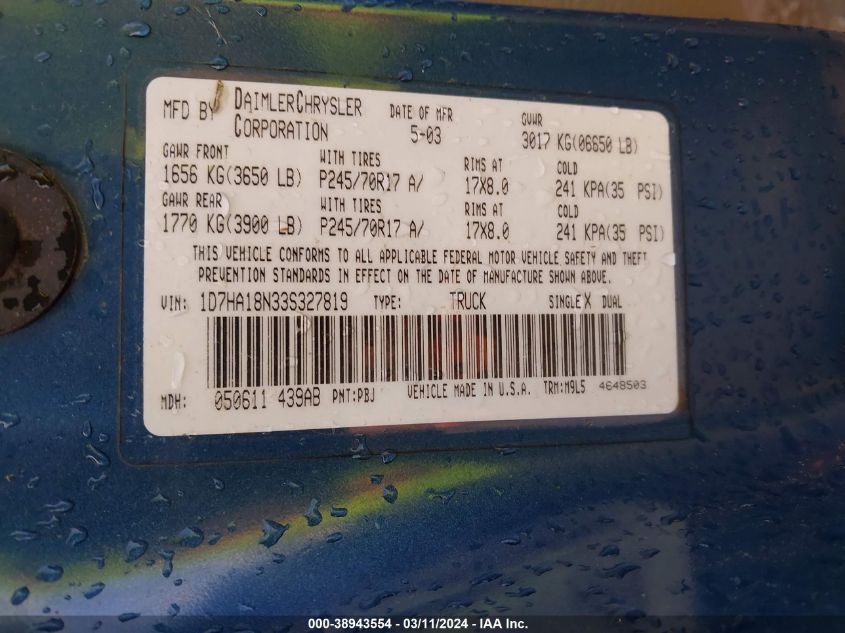 MFD BY DAIMLERCHRYSLER CORPORATION DATE OF MFR 5-03 GVWR 3017 KG(06650 LB)
GAWR FRONT WITH TIRES RIMS AT COLD
1656 KG(3650 LB) P245/70R17 A/ 17X8.0 241 KPA(35 PSI)
GAWR REAR WITH TIRES RIMS AT COLD
1770 KG(3900 LB) P245/70R17 A/ 17X8.0 241 KPA(35 PSI)
THIS VEHICLE CONFORMS TO ALL APPLICABLE FEDERAL MOTOR VEHICLE SAFETY AND THEFT
PREVENTION STANDARDS IN EFFECT ON THE DATE OF MANUFACTURE SHOWN ABOVE.
VIN: 1D7HA18N33S327819 TYPE: TRUCK SINGLE X DUAL
MDH: 050611 439AB PNT:PBJ VEHICLE MADE IN U.S.A. TRM:M9L5 4648503
000-38943554 - 03/11/2024 - IAA Inc.